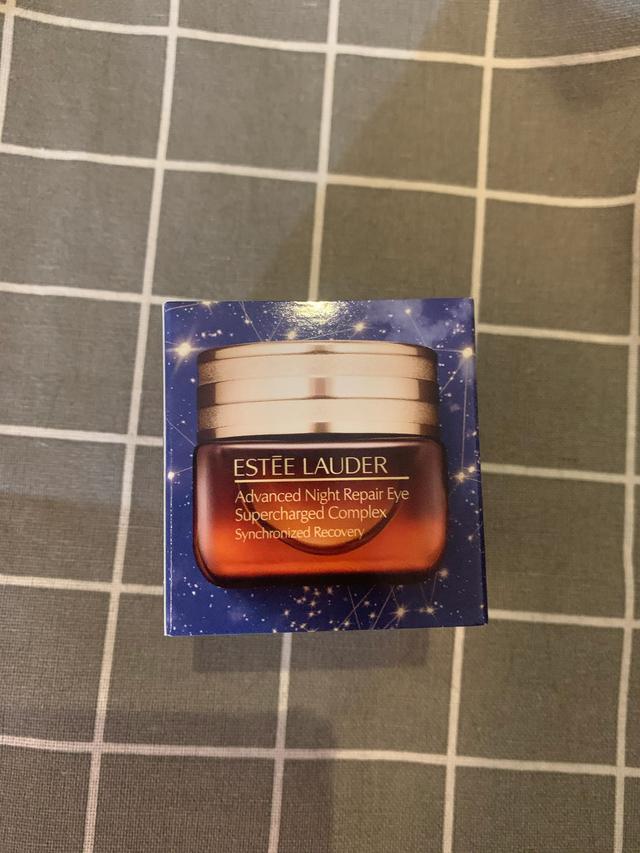 ESTĒE LAUDER
Advanced Night Repair Eye
Supercharged Complex
Synchronized Recovery